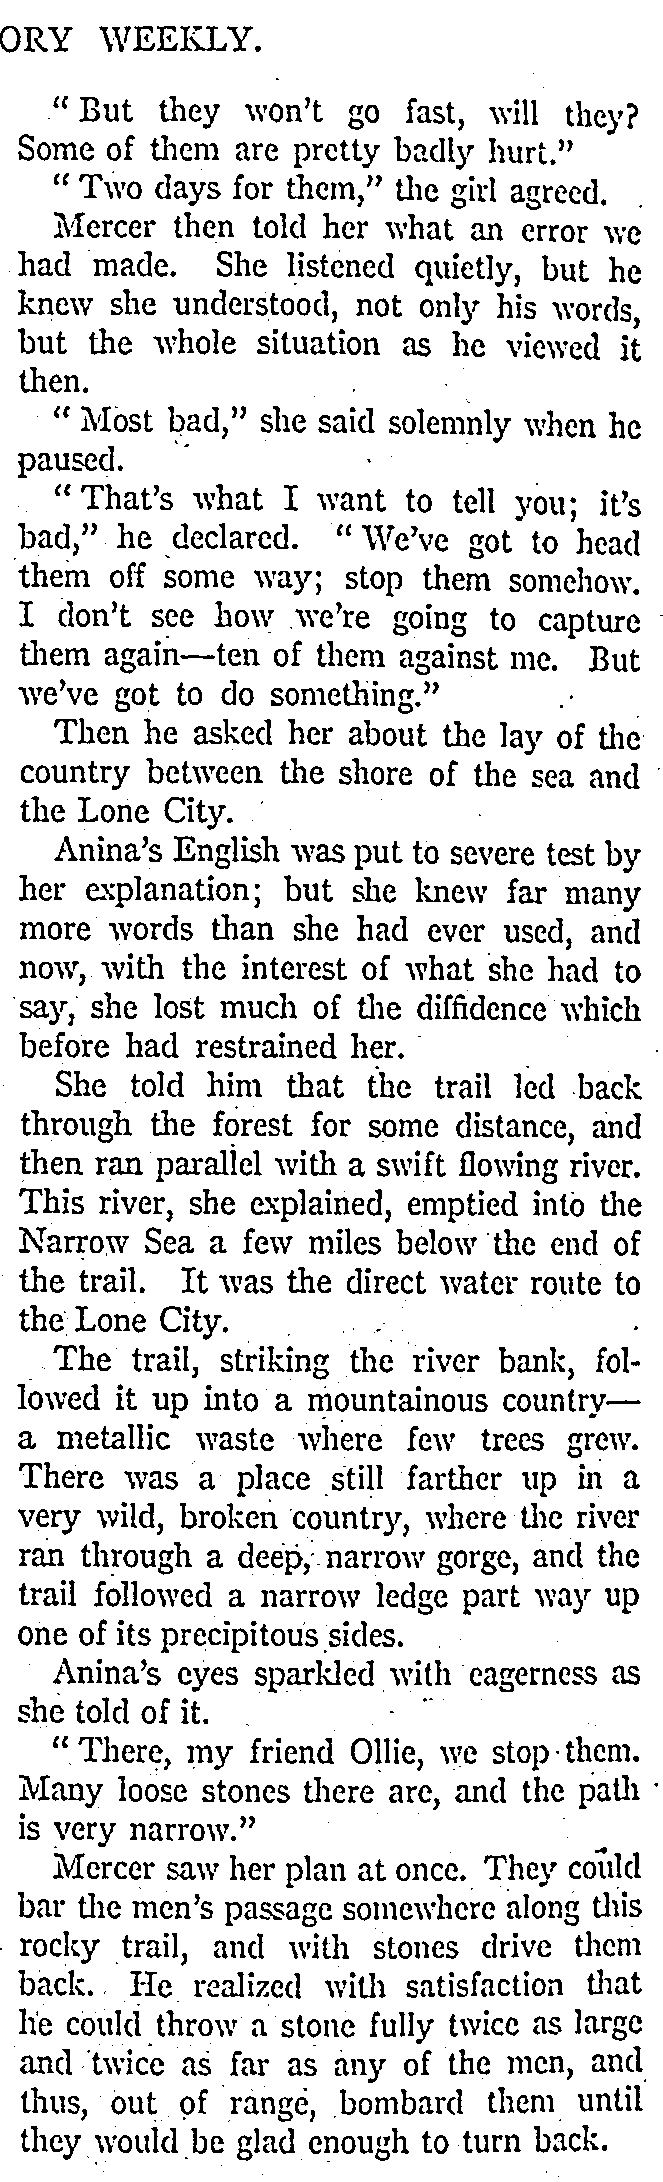 ORY WEEKLY.
“ But they won't go fast, will they?
Some of them are pretty badly hurt.”
“ Two days for them,” the girl agreed.
Mercer then told her what an error we
had made. She listened quietly, but he
knew she understood, not only his words,
but the whole situation as he viewed it
then.
“ Most bad,” she said solemnly when he
paused.
“ That's what I want to tell you; it's
bad,” he declared. “ We've got to head
them off some way; stop them somehow.
I don't see how we're going to capture
them again—ten of them against me. But
we've got to do something.”
Then he asked her about the lay of the
country between the shore of the sea and
the Lone City.
Anina's English was put to severe test by
her explanation; but she knew far many
more words than she had ever used, and
now, with the interest of what she had to
say, she lost much of the diffidence which
before had restrained her.
She told him that the trail led back
through the forest for some distance, and
then ran parallel with a swift flowing river.
This river, she explained, emptied into the
Narrow Sea a few miles below the end of
the trail. It was the direct water route to
the Lone City.
The trail, striking the river bank, fol-
lowed it up into a mountainous country—
a metallic waste where few trees grew.
There was a place still farther up in a
very wild, broken country, where the river
ran through a deep, narrow gorge, and the
trail followed a narrow ledge part way up
one of its precipitous sides.
Anina's eyes sparkled with eagerness as
she told of it.
“ There, my friend Ollie, we stop them.
Many loose stones there are, and the path
is very narrow.”
Mercer saw her plan at once. They could
bar the men's passage somewhere along this
rocky trail, and with stones drive them
back. He realized with satisfaction that
he could throw a stone fully twice as large
and twice as far as any of the men, and
thus, out of range, bombard them until
they would be glad enough to turn back.